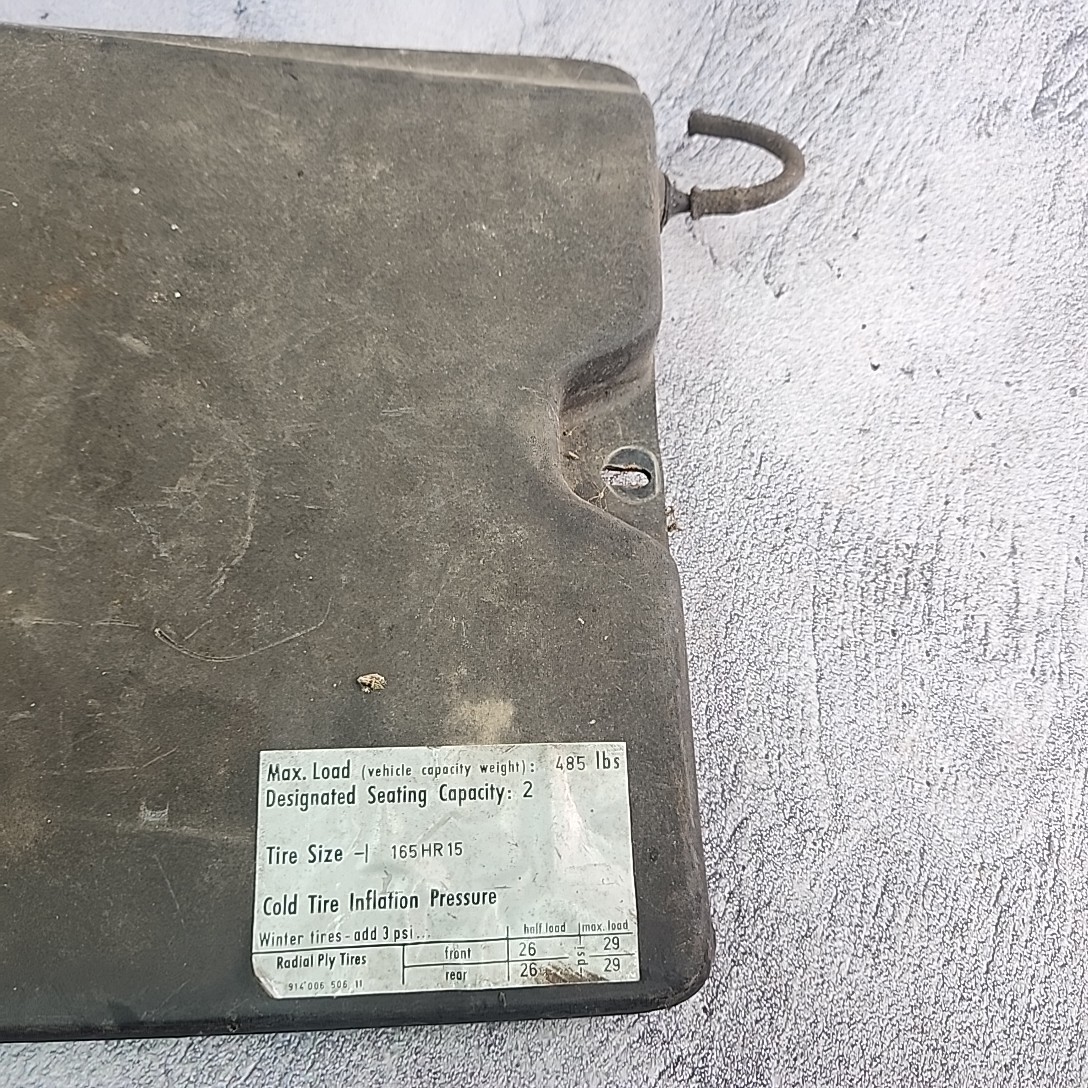 Max. Load (vehicle capacity weight): 485 lbs
Designated Seating Capacity: 2
Tire Size - 165 HR 15
Cold Tire Inflation Pressure
Winter tires - add 3 psi... half load max. load
Radial Ply Tires front 26 psi 29
rear 26 29
914 006 506 11